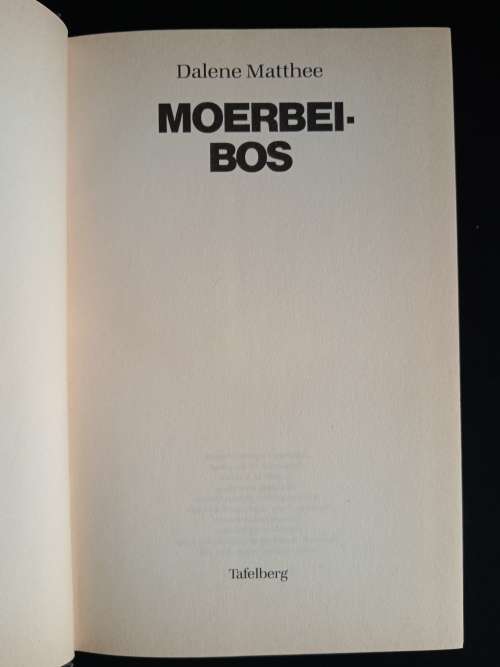 Dalene Matthee
MOERBEI-
BOS
Tafelberg